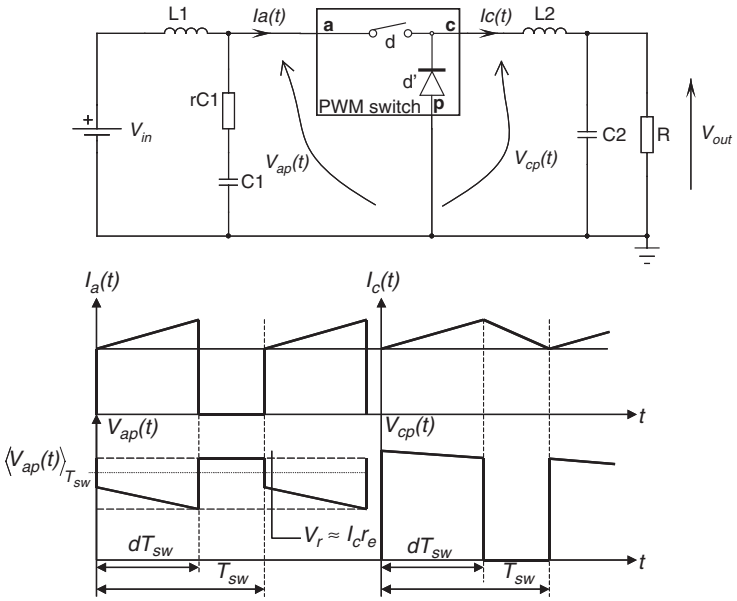 L1 Ia(t) a d c Ic(t) L2
rC1 d'
+ Vin PWM switch p
C2 R Vout
Vap(t) Vcp(t)
C1
Ia(t) Ic(t)
t
Vap(t) Vcp(t)
⟨Vap(t)⟩Tsw
Vr ≈ Icre
dTsw dTsw t
Tsw Tsw